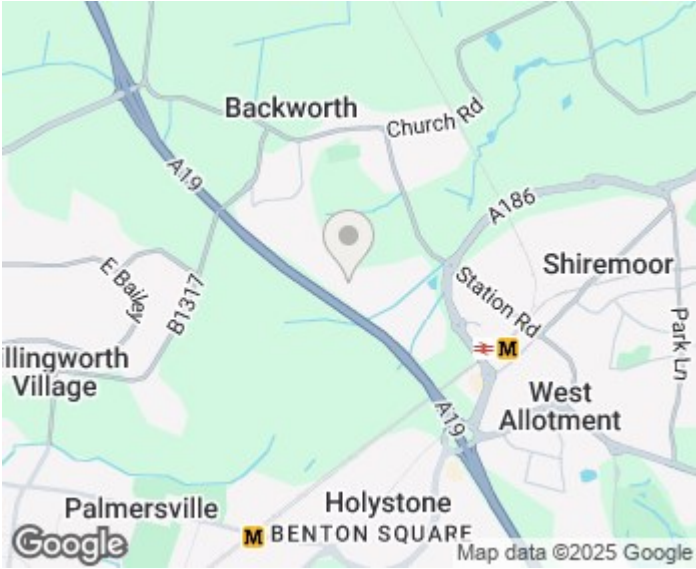 Backworth
Church Rd
A19
A186
E Bailey
B1317
Station Rd
Shiremoor
Park Ln
illingworth
Village
M
West
Allotment
A19
Palmersville
Holystone
M BENTON SQUARE
Google
Map data ©2025 Google